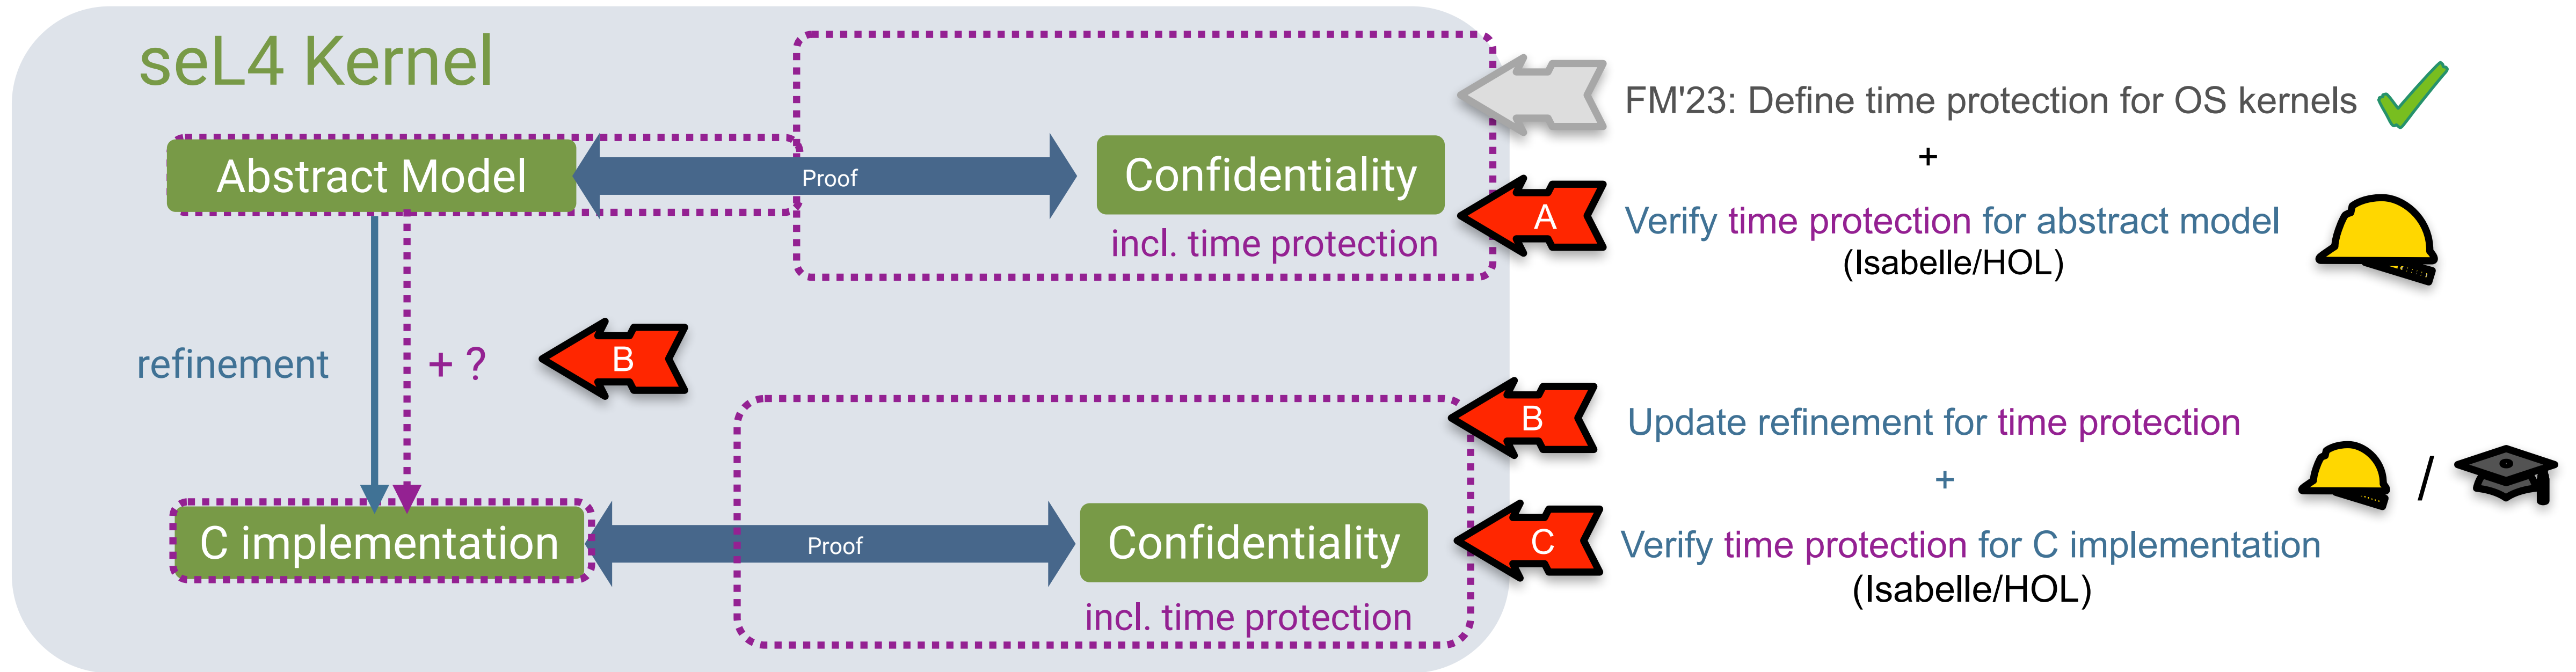 seL4 Kernel
Abstract Model
Proof
Confidentiality
incl. time protection
FM'23: Define time protection for OS kernels
+
A
Verify time protection for abstract model
(Isabelle/HOL)
refinement
+ ?
B
B
Update refinement for time protection
+
/
C implementation
Proof
Confidentiality
incl. time protection
C
Verify time protection for C implementation
(Isabelle/HOL)